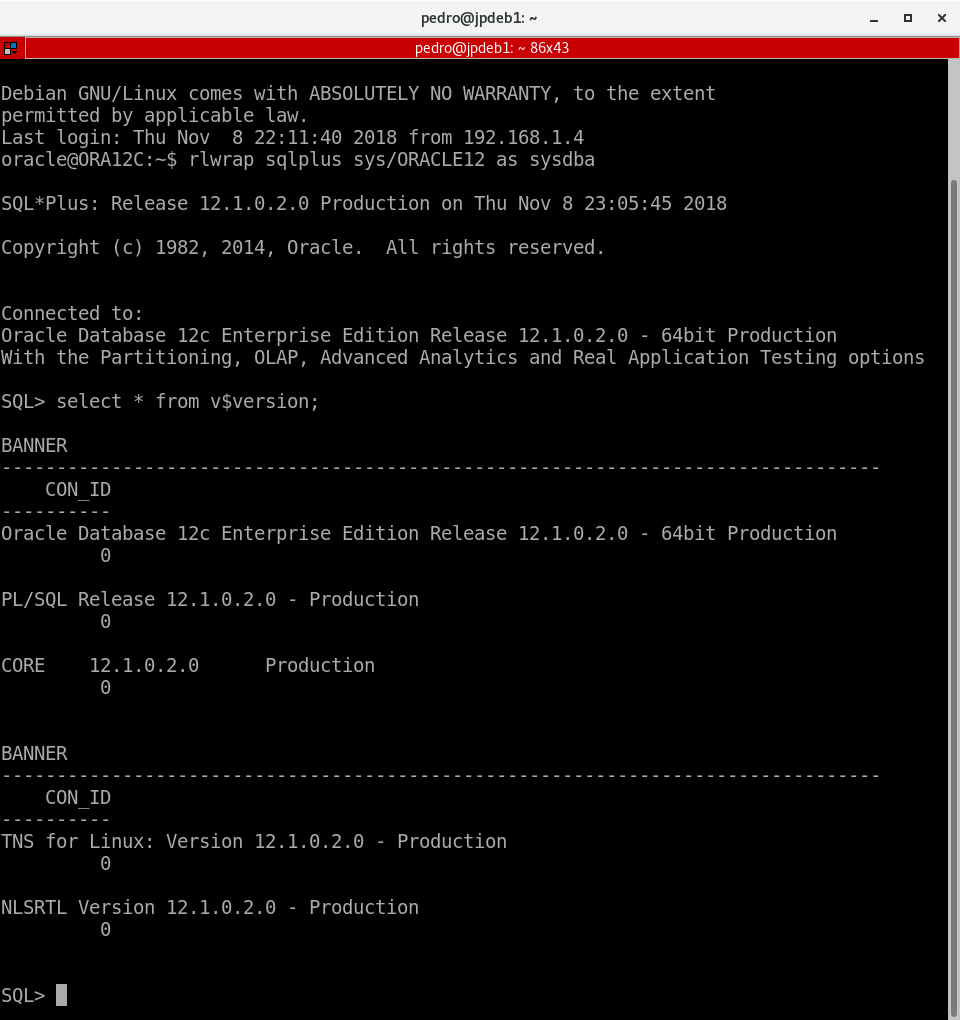 pedro@jpdeb1: ~
pedro@jpdeb1: ~ 86x43
Debian GNU/Linux comes with ABSOLUTELY NO WARRANTY, to the extent
permitted by applicable law.
Last login: Thu Nov  8 22:11:40 2018 from 192.168.1.4
oracle@ORA12C:~$ rlwrap sqlplus sys/ORACLE12 as sysdba
SQL*Plus: Release 12.1.0.2.0 Production on Thu Nov 8 23:05:45 2018
Copyright (c) 1982, 2014, Oracle.  All rights reserved.
Connected to:
Oracle Database 12c Enterprise Edition Release 12.1.0.2.0 - 64bit Production
With the Partitioning, OLAP, Advanced Analytics and Real Application Testing options
SQL> select * from v$version;
BANNER
--------------------------------------------------------------------------------
    CON_ID
----------
Oracle Database 12c Enterprise Edition Release 12.1.0.2.0 - 64bit Production
         0
PL/SQL Release 12.1.0.2.0 - Production
         0
CORE    12.1.0.2.0      Production
         0
BANNER
--------------------------------------------------------------------------------
    CON_ID
----------
TNS for Linux: Version 12.1.0.2.0 - Production
         0
NLSRTL Version 12.1.0.2.0 - Production
         0
SQL>